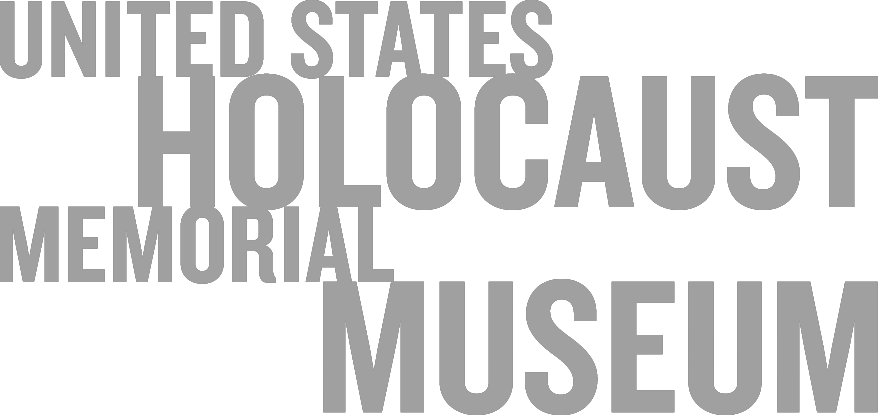 UNITED STATES
HOLOCAUST
MEMORIAL
MUSEUM